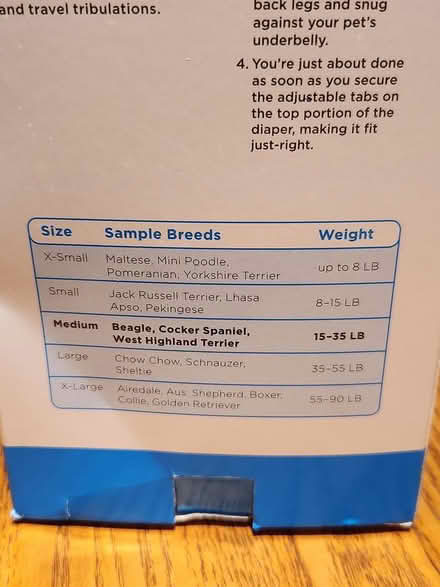 and travel tribulations.
back legs and snug
against your pet's
underbelly.
4. You're just about done
as soon as you secure
the adjustable tabs on
the top portion of the
diaper, making it fit
just-right.
Size Sample Breeds Weight
X-Small Maltese, Mini Poodle, up to 8 LB
Pomeranian, Yorkshire Terrier
Small Jack Russell Terrier, Lhasa 8-15 LB
Apso, Pekingese
Medium Beagle, Cocker Spaniel, 15-35 LB
West Highland Terrier
Large Chow Chow, Schnauzer, 35-55 LB
Sheltie
X-Large Airedale, Aus. Shepherd, Boxer, 55-90 LB
Collie, Golden Retriever